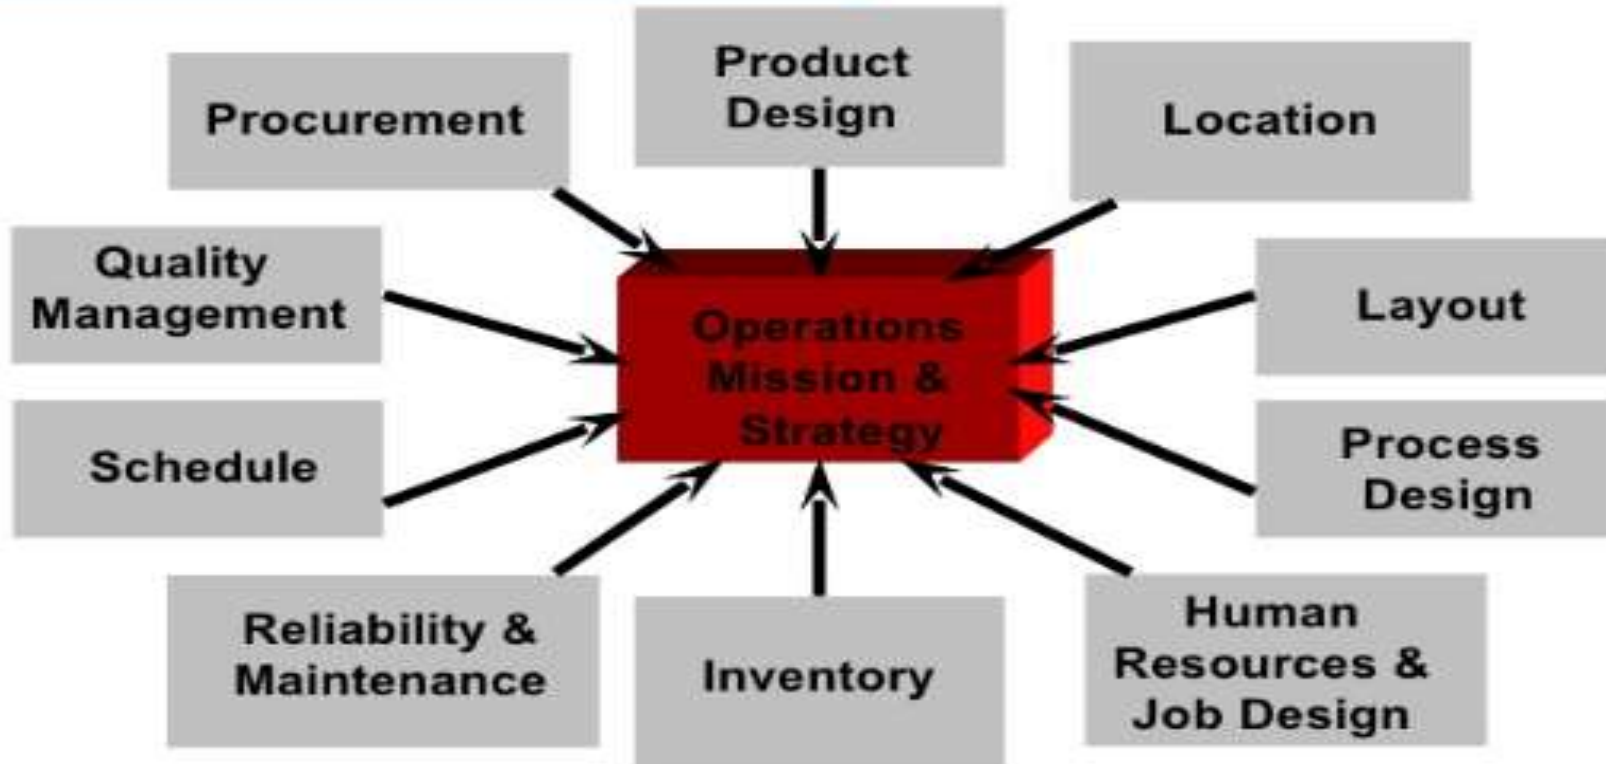 Product
Design
Procurement
Location
Quality
Management
Operations
Mission &
Strategy
Layout
Schedule
Process
Design
Reliability &
Maintenance
Inventory
Human
Resources &
Job Design